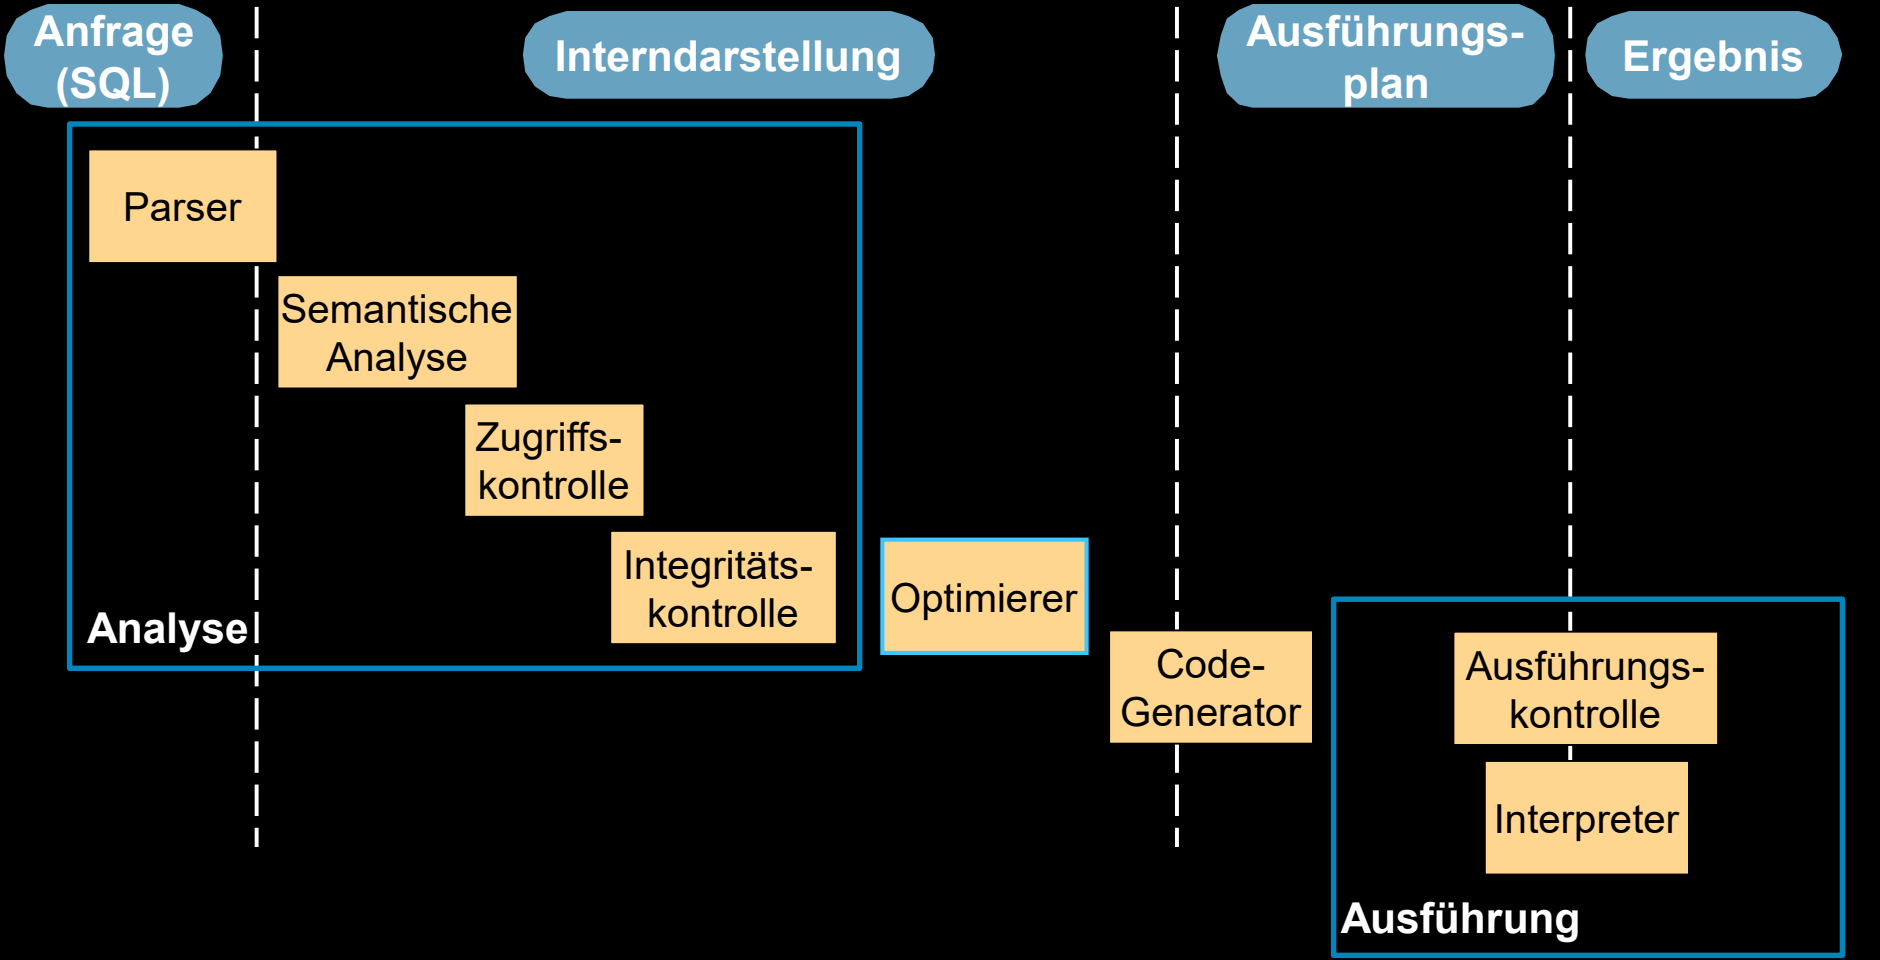 Anfrage
(SQL)
Interndarstellung
Ausführungs-
plan
Ergebnis
Parser
Semantische
Analyse
Zugriffs-
kontrolle
Integritäts-
kontrolle
Analyse
Optimierer
Code-
Generator
Ausführungs-
kontrolle
Interpreter
Ausführung